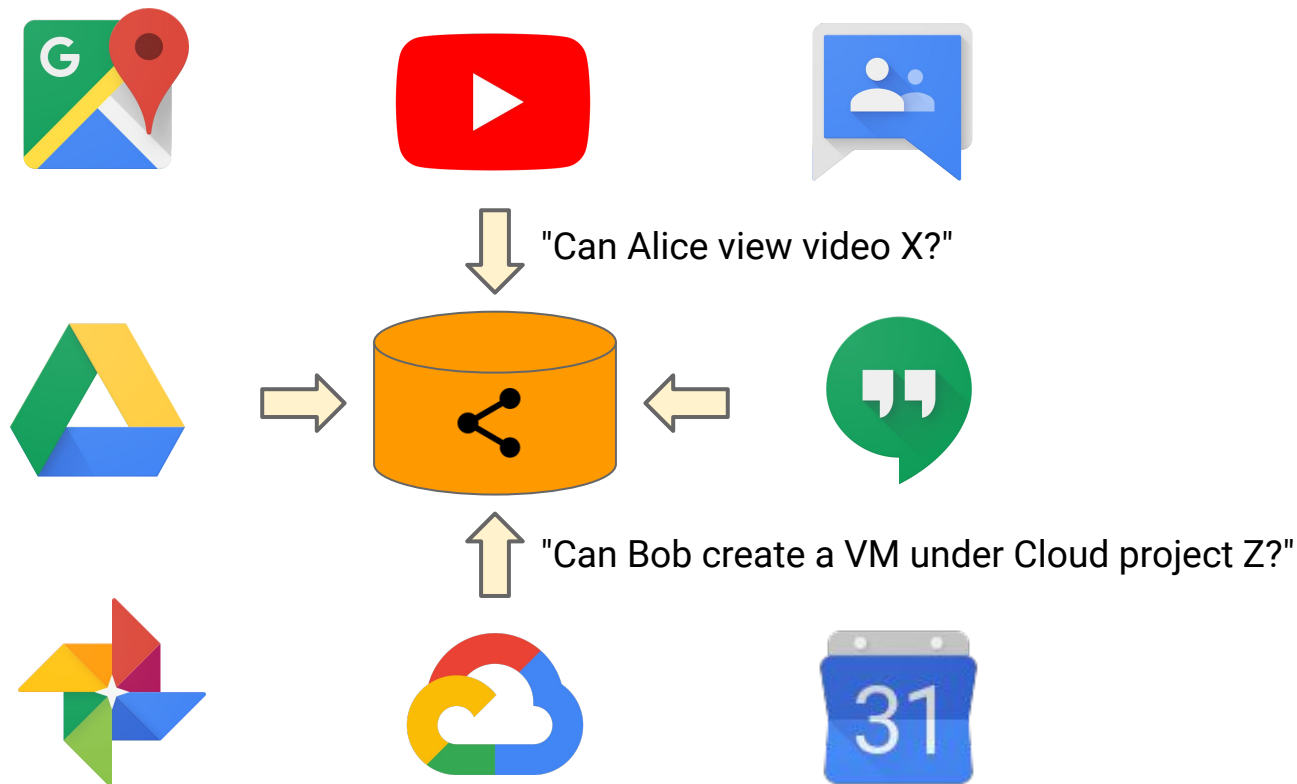 G
"Can Alice view video X?"
"Can Bob create a VM under Cloud project Z?"
31